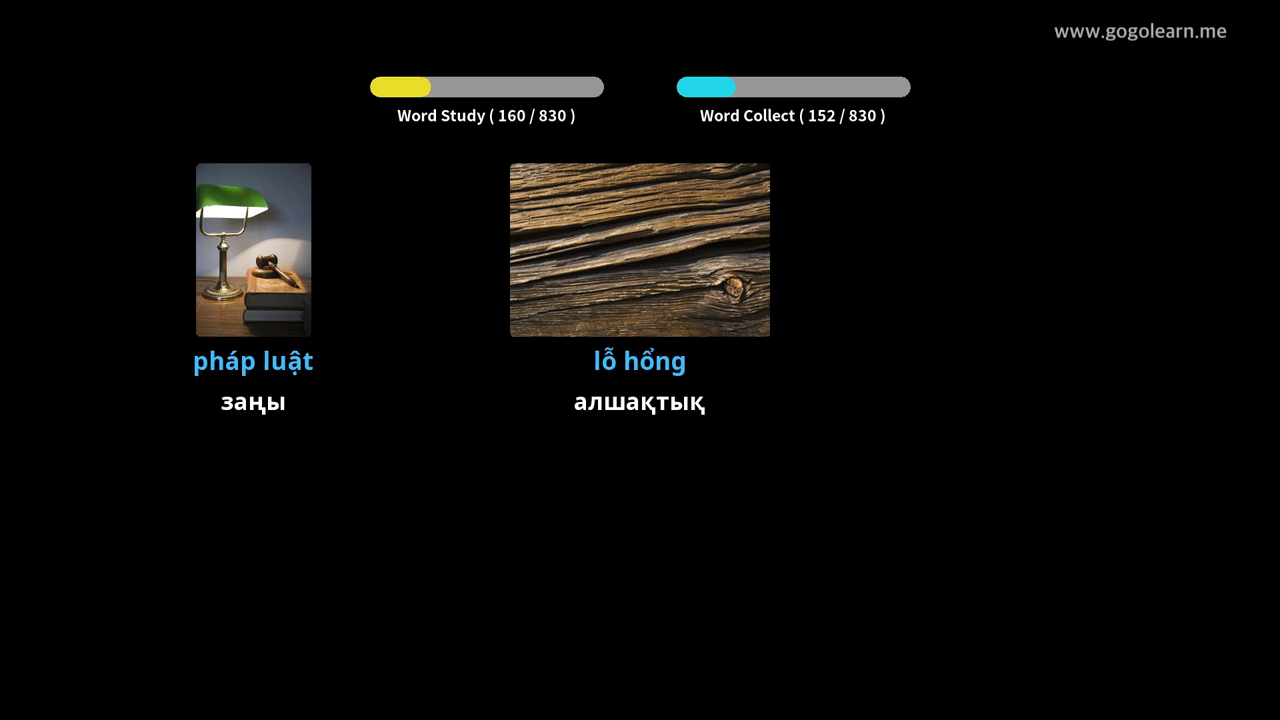 www.gogolearn.me
Word Study ( 160 / 830 )
Word Collect ( 152 / 830 )
pháp luật
заңы
lỗ hổng
алшақтық